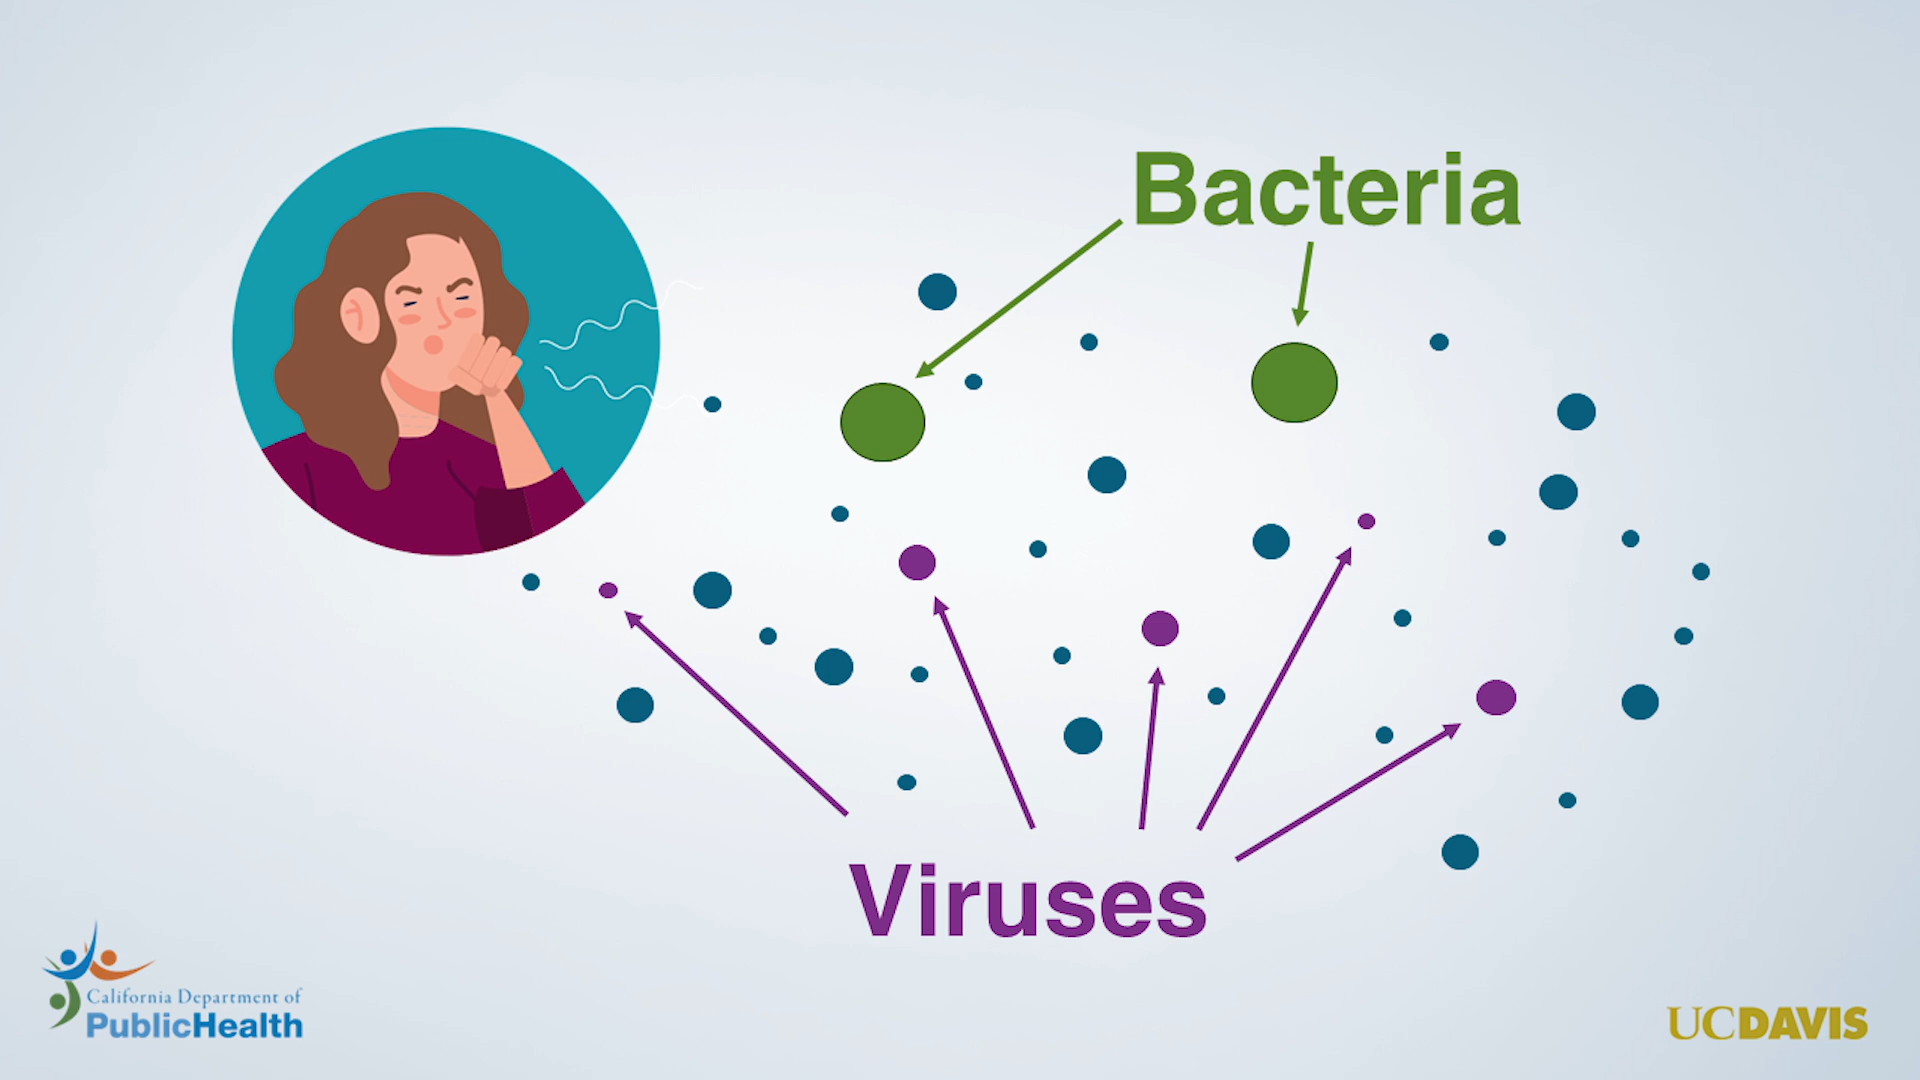 Bacteria
Viruses
California Department of
PublicHealth
UCDAVIS